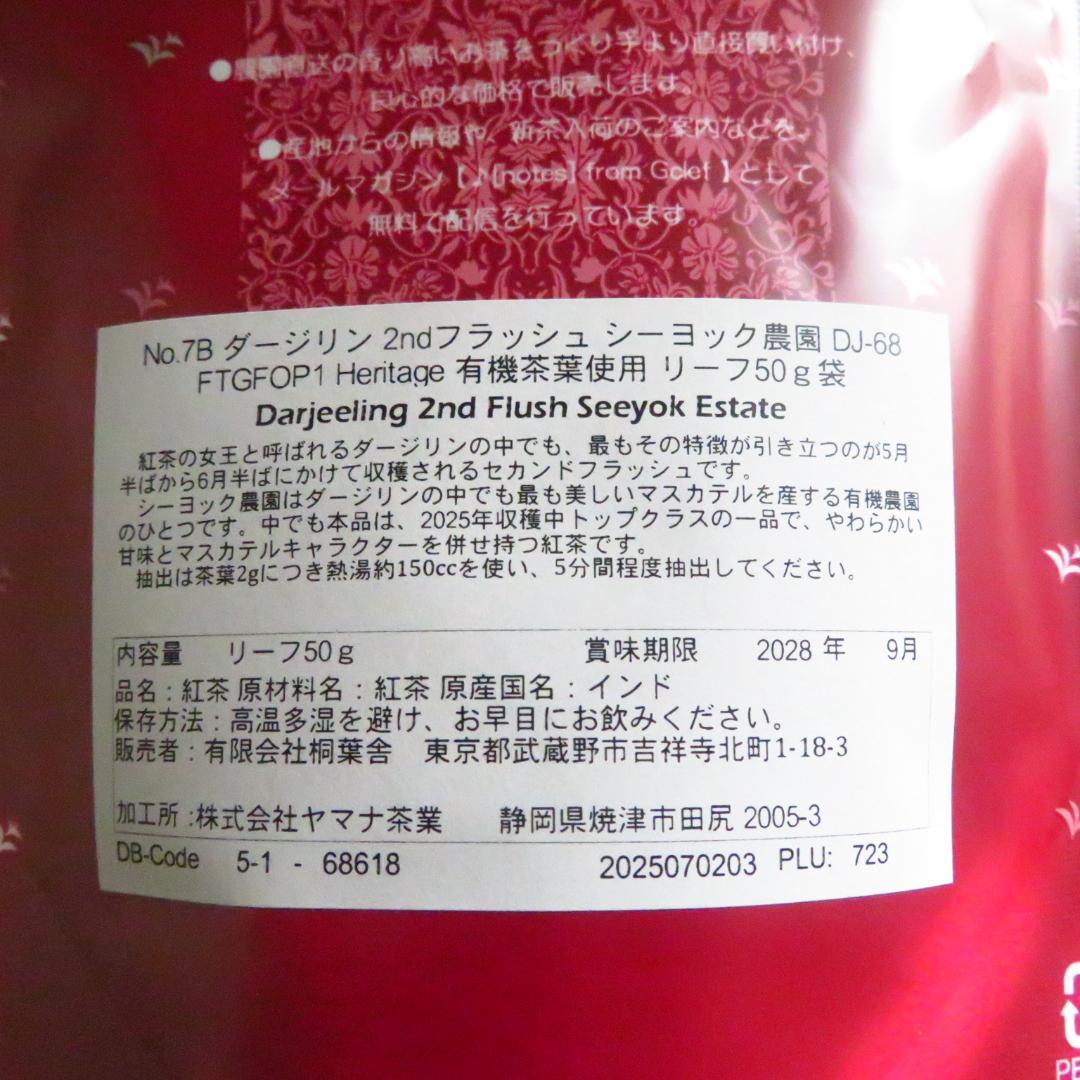 ●農園直送の香り高いお茶をつくり手より直接買い付け、
良心的な価格で販売します。
●産地からの情報や、新茶入荷のご案内などを、
メールマガジン【♪[notes] from Gclef 】として
無料で配信を行っています。
No.7B ダージリン 2ndフラッシュ シーヨック農園 DJ-68
FTGFOP1 Heritage 有機茶葉使用 リーフ50ｇ袋
Darjeeling 2nd Flush Seeyok Estate
紅茶の女王と呼ばれるダージリンの中でも、最もその特徴が引き立つのが5月
半ばから6月半ばにかけて収穫されるセカンドフラッシュです。
シーヨック農園はダージリンの中でも最も美しいマスカテルを産する有機農園
のひとつです。中でも本品は、2025年収穫中トップクラスの一品で、やわらかい
甘味とマスカテルキャラクターを併せ持つ紅茶です。
抽出は茶葉2gにつき熱湯約150ccを使い、5分間程度抽出してください。
内容量 リーフ50ｇ 賞味期限 2028 年 9月
品名：紅茶 原材料名：紅茶 原産国名：インド
保存方法：高温多湿を避け、お早目にお飲みください。
販売者：有限会社桐葉舎 東京都武蔵野市吉祥寺北町1-18-3
加工所 :株式会社ヤマナ茶業 静岡県焼津市田尻 2005-3
DB-Code 5-1 - 68618 2025070203 PLU: 723